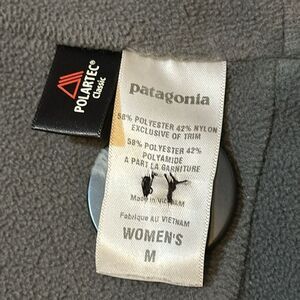 POLARTEC®
Classic
patagonia
58% POLYESTER 42% NYLON
EXCLUSIVE OF TRIM
58% POLYESTER 42%
POLYAMIDE
A PART LA GARNITURE
Made in VIETNAM
Fabrique AU VIETNAM
WOMEN'S
M